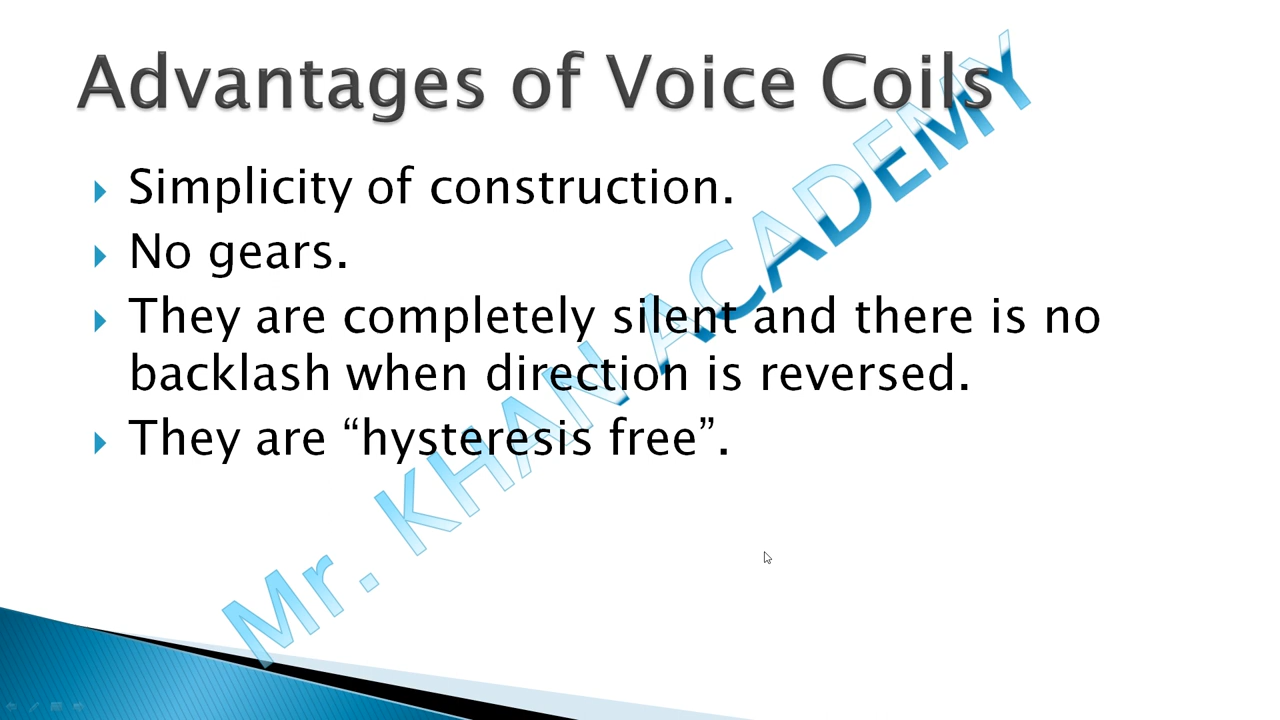 Advantages of Voice Coils
Simplicity of construction.
No gears.
They are completely silent and there is no
backlash when direction is reversed.
They are “hysteresis free”.
Mr. KHAN ACADEMY